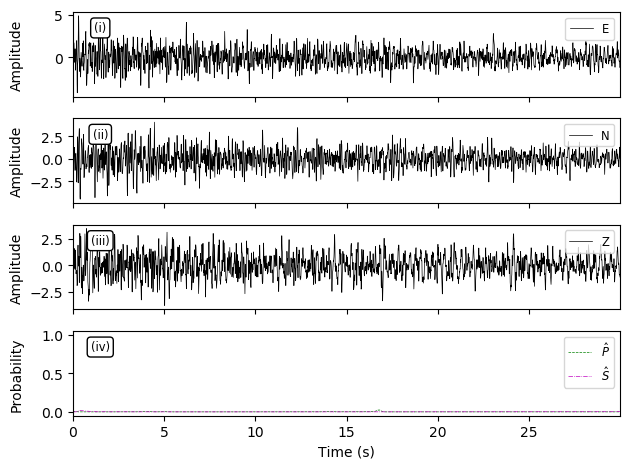 Amplitude
5
0
(i)
E
Amplitude
2.5
0.0
−2.5
(ii)
N
Amplitude
2.5
0.0
−2.5
(iii)
Z
Probability
1.0
0.5
0.0
(iv)
P̂
Ŝ
0 5 10 15 20 25
Time (s)